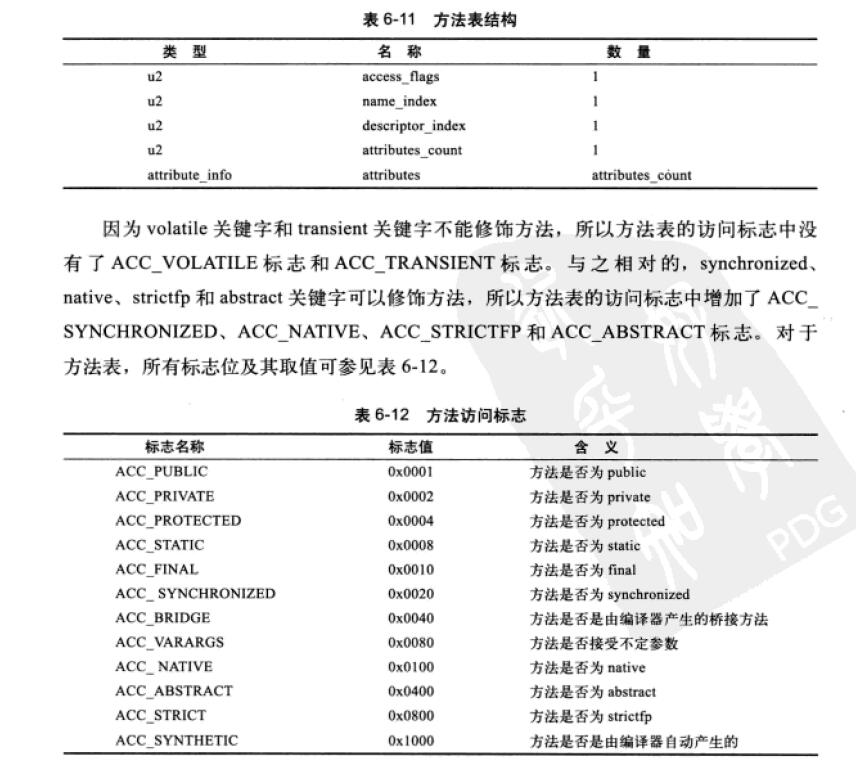 表 6-11 方法表结构
类 型 名 称 数 量
u2 access_flags 1
u2 name_index 1
u2 descriptor_index 1
u2 attributes_count 1
attribute_info attributes attributes_count
因为 volatile 关键字和 transient 关键字不能修饰方法，所以方法表的访问标志中没
有了 ACC_VOLATILE 标志和 ACC_TRANSIENT 标志。与之相对的，synchronized、
native、strictfp 和 abstract 关键字可以修饰方法，所以方法表的访问标志中增加了 ACC_
SYNCHRONIZED、ACC_NATIVE、ACC_STRICTFP 和 ACC_ABSTRACT 标志。对于
方法表，所有标志位及其取值可参见表 6-12。
表 6-12 方法访问标志
标志名称 标志值 含 义
ACC_PUBLIC 0x0001 方法是否为 public
ACC_PRIVATE 0x0002 方法是否为 private
ACC_PROTECTED 0x0004 方法是否为 protected
ACC_STATIC 0x0008 方法是否为 static
ACC_FINAL 0x0010 方法是否为 final
ACC_ SYNCHRONIZED 0x0020 方法是否为 synchronized
ACC_BRIDGE 0x0040 方法是否是由编译器产生的桥接方法
ACC_VARARGS 0x0080 方法是否接受不定参数
ACC_ NATIVE 0x0100 方法是否为 native
ACC_ABSTRACT 0x0400 方法是否为 abstract
ACC_STRICT 0x0800 方法是否为 strictfp
ACC_SYNTHETIC 0x1000 方法是否是由编译器自动产生的
PDG